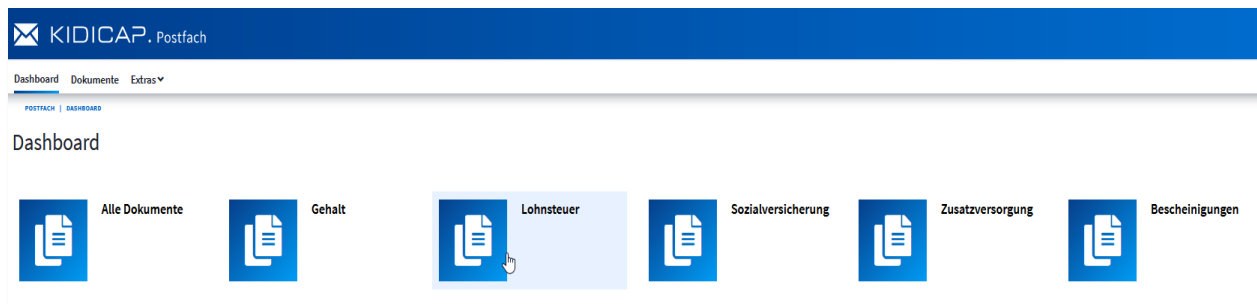 KIDICAP. Postfach
Dashboard Dokumente Extras
POSTFACH | DASHBOARD
Dashboard
Alle Dokumente Gehalt Lohnsteuer Sozialversicherung Zusatzversorgung Bescheinigungen